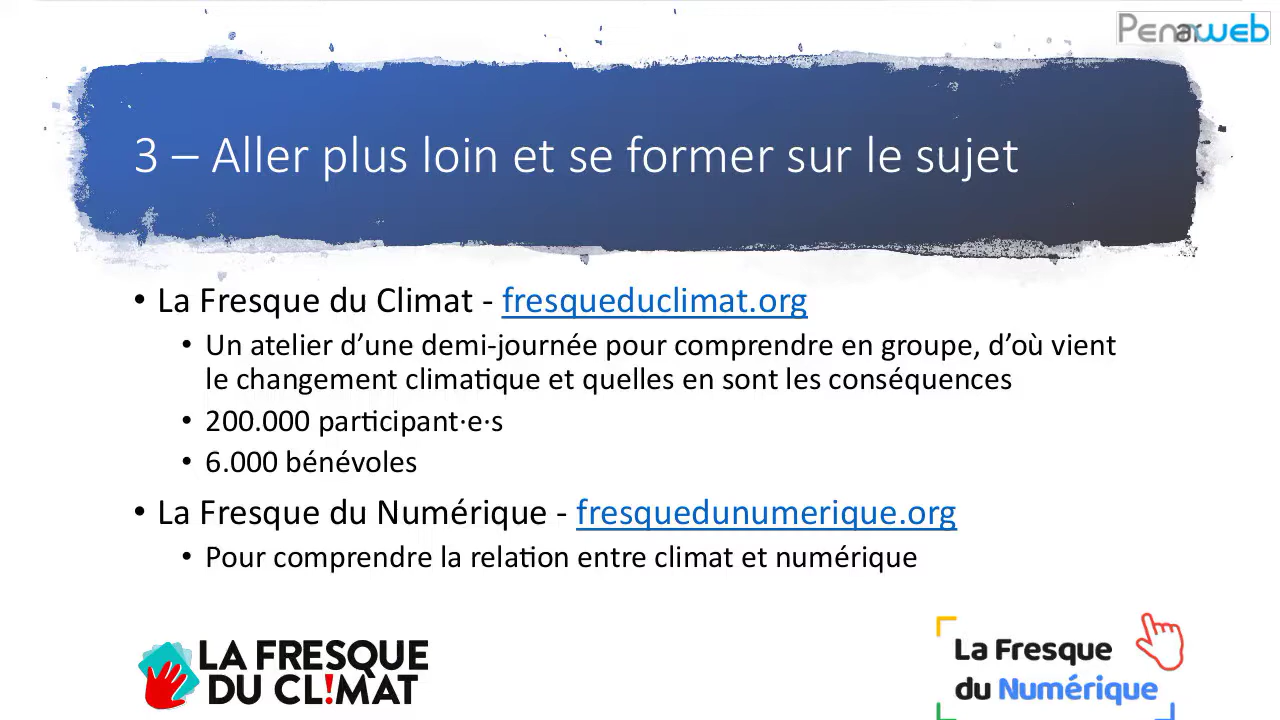 Penarweb
3 – Aller plus loin et se former sur le sujet
• La Fresque du Climat - fresqueduclimat.org
• Un atelier d’une demi-journée pour comprendre en groupe, d’où vient
le changement climatique et quelles en sont les conséquences
• 200.000 participant·e·s
• 6.000 bénévoles
• La Fresque du Numérique - fresquedunumerique.org
• Pour comprendre la relation entre climat et numérique
LA FRESQUE
DU CL!MAT
La Fresque
du Numérique